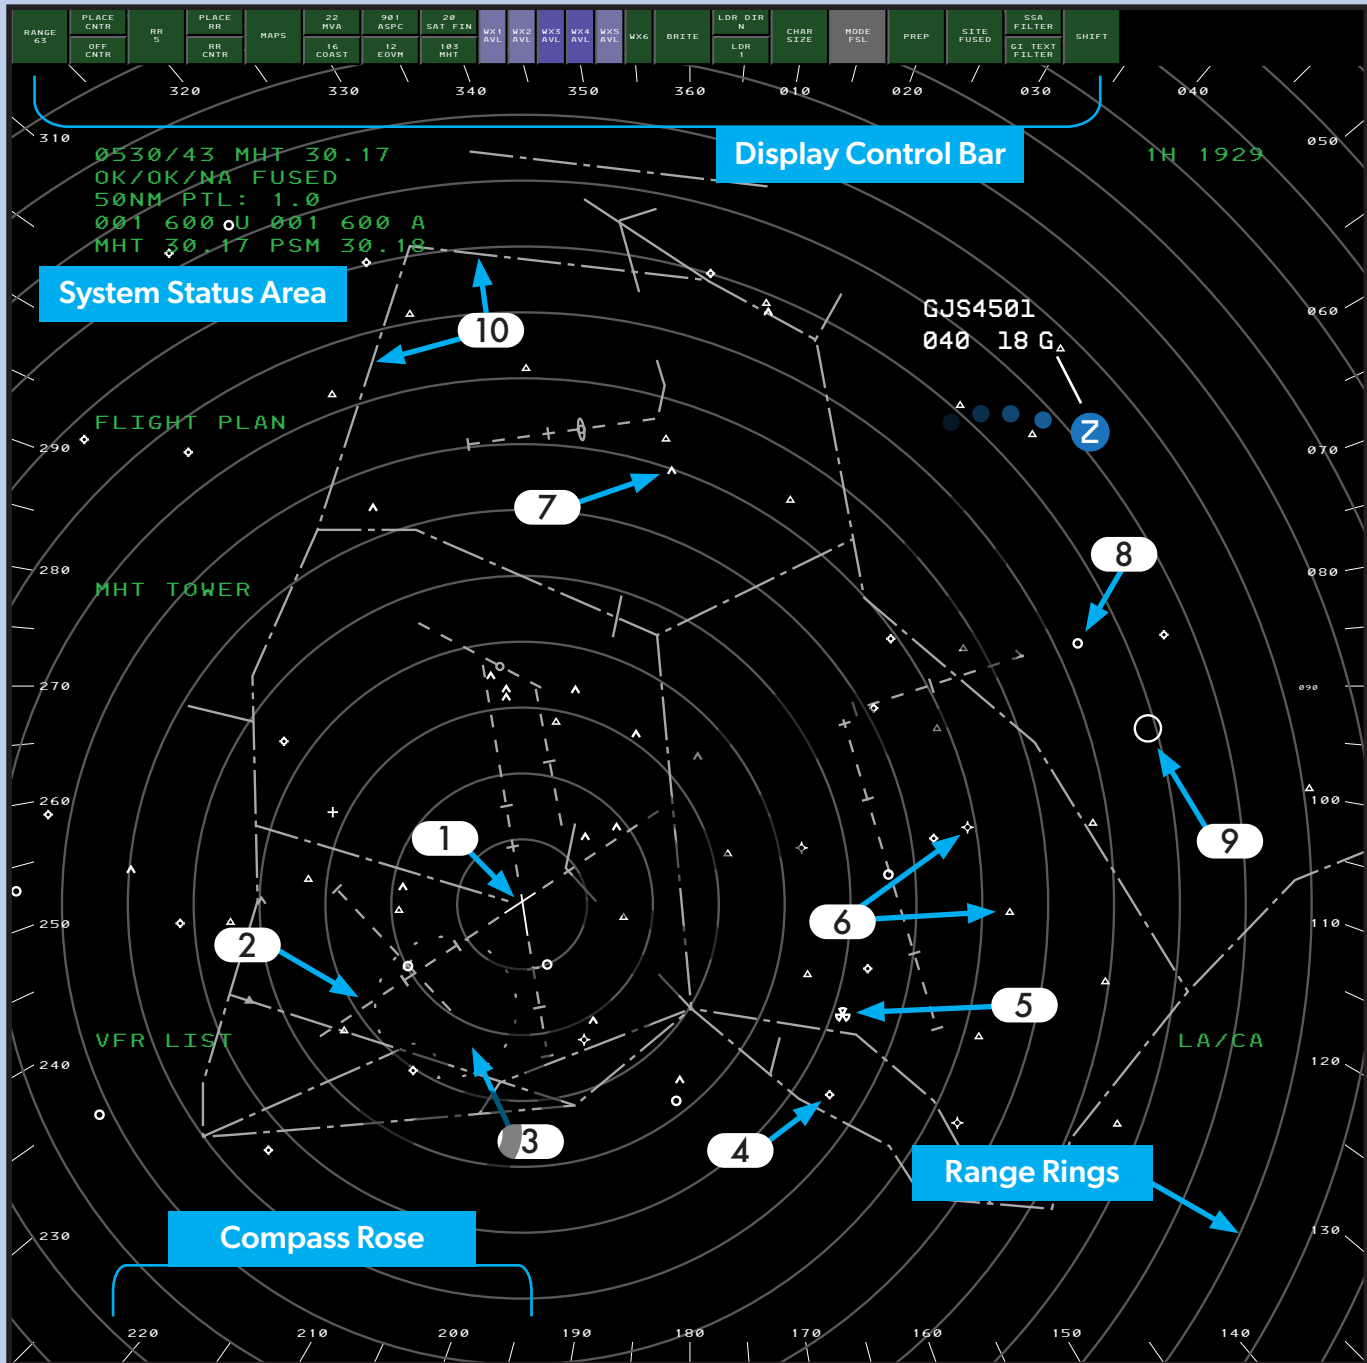 RANGE
63
PLACE
CNTR
OFF
CNTR
RR
5
PLACE
RR
RR
CNTR
MAPS
22
MVA
16
COAST
901
ASPC
12
EOVM
20
SAT FIN
103
MHT
WX1
AVL
WX2
AVL
WX3
AVL
WX4
AVL
WX5
AVL
WX6
BRITE
LDR DIR
N
LDR
1
CHAR
SIZE
MODE
FSL
PREP
SITE
FUSED
SSA
FILTER
GI TEXT
FILTER
SHIFT
320 330 340 350 360 010 020 030 040
310
050
Display Control Bar
0530/43 MHT 30.17
1H 1929
OK/OK/NA FUSED
50NM PTL: 1.0
001 600 U 001 600 A
MHT 30.17 PSM 30.18
System Status Area
GJS4501
060
10
040 18 G
FLIGHT PLAN
Z
290
070
7
8
280
080
MHT TOWER
270
090
260
100
1
9
6
250
110
2
5
VFR LIST
LA/CA
240
120
3
4
Range Rings
230
130
Compass Rose
220 210 200 190 180 170 160 150 140